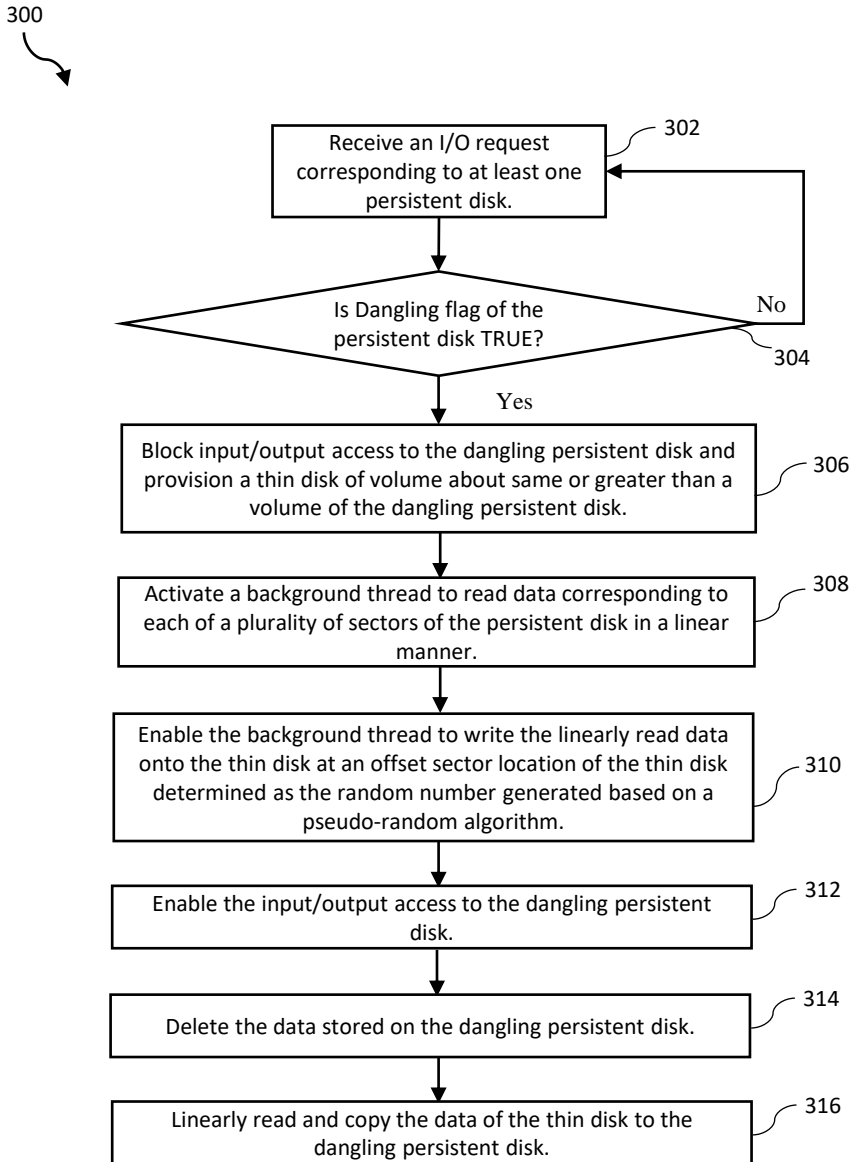 300
302
Receive an I/O request
corresponding to at least one
persistent disk.
Is Dangling flag of the
persistent disk TRUE?
No
304
Yes
Block input/output access to the dangling persistent disk and
provision a thin disk of volume about same or greater than a
volume of the dangling persistent disk.
306
Activate a background thread to read data corresponding to
each of a plurality of sectors of the persistent disk in a linear
manner.
308
Enable the background thread to write the linearly read data
onto the thin disk at an offset sector location of the thin disk
determined as the random number generated based on a
pseudo-random algorithm.
310
Enable the input/output access to the dangling persistent
disk.
312
Delete the data stored on the dangling persistent disk.
314
Linearly read and copy the data of the thin disk to the
dangling persistent disk.
316